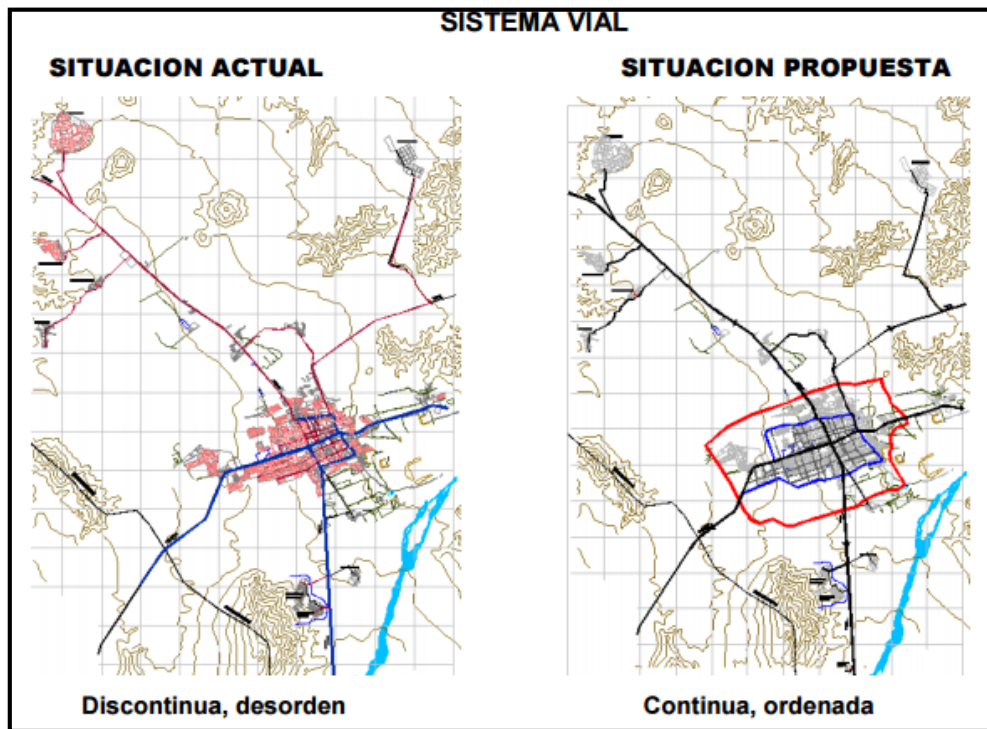 SISTEMA VIAL
SITUACION ACTUAL
SITUACION PROPUESTA
Discontinua, desorden
Continua, ordenada